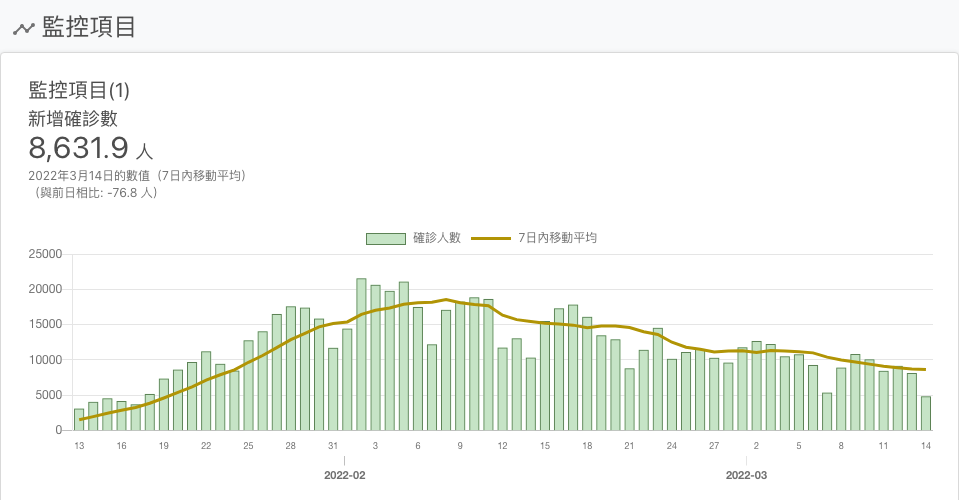 監控項目
監控項目(1)
新增確診數
8,631.9 人
2022年3月14日的數值（7日內移動平均）
（與前日相比: -76.8 人）
確診人數 7日內移動平均
25000
20000
15000
10000
5000
0
13 16 19 22 25 28 31 3 6 9 12 15 18 21 24 27 2 5 8 11 14
2022-02 2022-03